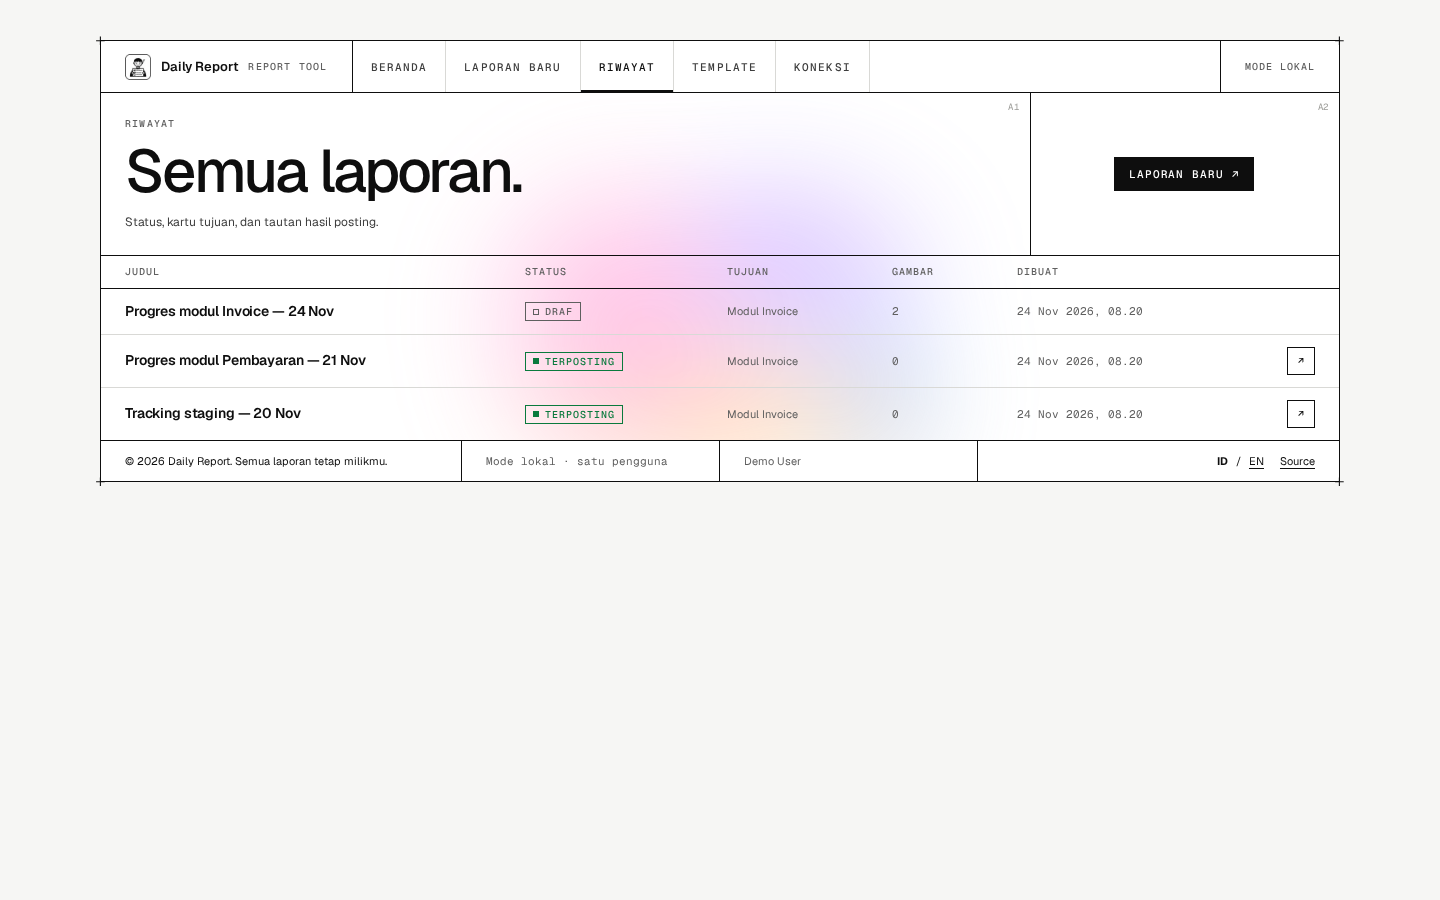 Daily Report REPORT TOOL BERANDA LAPORAN BARU RIWAYAT TEMPLATE KONEKSI MODE LOKAL
A1 A2
RIWAYAT
Semua laporan.
Status, kartu tujuan, dan tautan hasil posting.
LAPORAN BARU ↗
JUDUL STATUS TUJUAN GAMBAR DIBUAT
Progres modul Invoice — 24 Nov DRAF Modul Invoice 2 24 Nov 2026, 08.20
Progres modul Pembayaran — 21 Nov TERPOSTING Modul Invoice 0 24 Nov 2026, 08.20 ↗
Tracking staging — 20 Nov TERPOSTING Modul Invoice 0 24 Nov 2026, 08.20 ↗
© 2026 Daily Report. Semua laporan tetap milikmu. Mode lokal · satu pengguna Demo User ID / EN Source